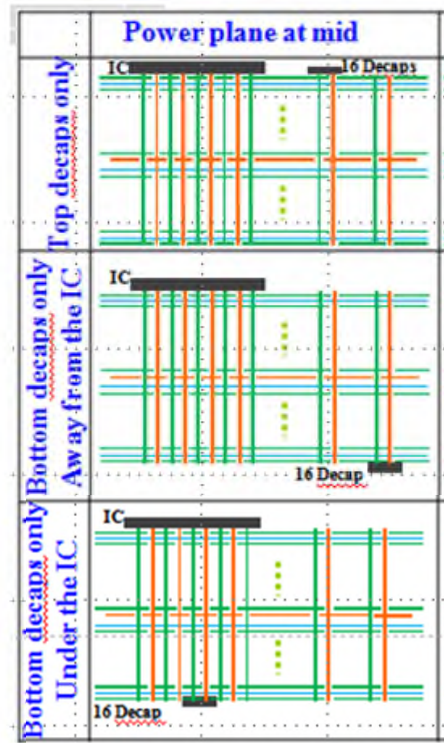 Power plane at mid
Top decaps only
IC
16 Decaps
Bottom decaps only
Away from the IC
IC
16 Decap
Bottom decaps only
Under the IC
IC
16 Decap